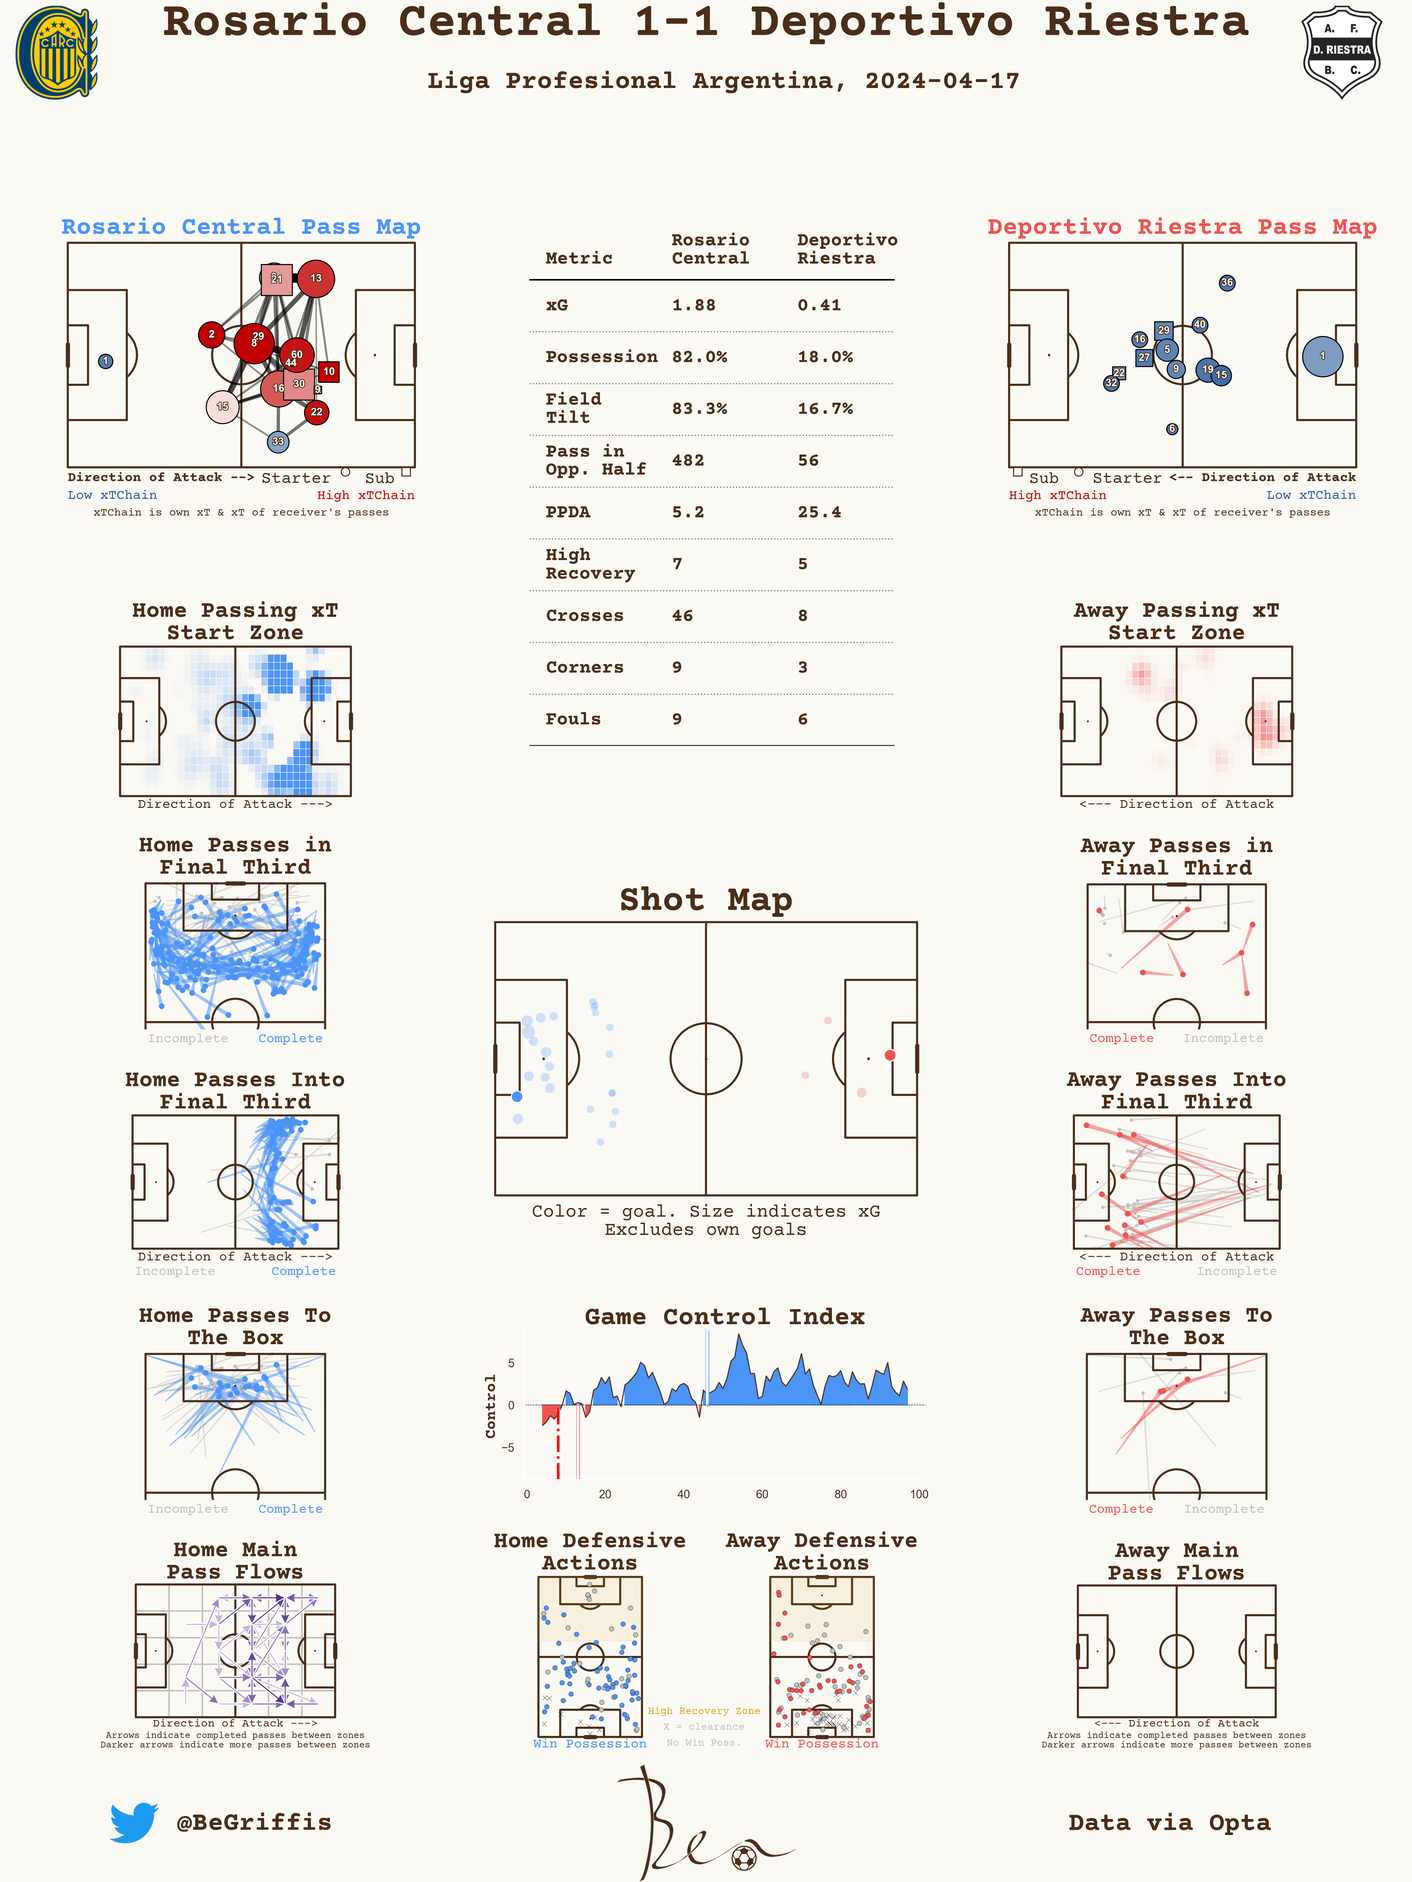 Rosario Central 1-1 Deportivo Riestra
Liga Profesional Argentina, 2024-04-17
CARC
A. F.
D. RIESTRA
B. C.
Rosario Central Pass Map
21
13
2
29
8
60
44
10
16
30
9
15
22
33
1
Direction of Attack --> Starter Sub
Low xTChain High xTChain
xTChain is own xT & xT of receiver's passes
Metric Rosario Central Deportivo Riestra
xG 1.88 0.41
Possession 82.0% 18.0%
Field Tilt 83.3% 16.7%
Pass in Opp. Half 482 56
PPDA 5.2 25.4
High Recovery 7 5
Crosses 46 8
Corners 9 3
Fouls 9 6
Deportivo Riestra Pass Map
36
40
29
16
5
27
1
9
19
15
22
32
6
Sub Starter <-- Direction of Attack
High xTChain Low xTChain
xTChain is own xT & xT of receiver's passes
Home Passing xT
Start Zone
Direction of Attack --->
Away Passing xT
Start Zone
<--- Direction of Attack
Home Passes in
Final Third
Incomplete Complete
Away Passes in
Final Third
Complete Incomplete
Shot Map
Color = goal. Size indicates xG
Excludes own goals
Home Passes Into
Final Third
Direction of Attack --->
Incomplete Complete
Away Passes Into
Final Third
<--- Direction of Attack
Complete Incomplete
Home Passes To
The Box
Incomplete Complete
Game Control Index
Control
5
0
−5
0 20 40 60 80 100
Away Passes To
The Box
Complete Incomplete
Home Main
Pass Flows
Direction of Attack --->
Arrows indicate completed passes between zones
Darker arrows indicate more passes between zones
Home Defensive
Actions
Win Possession
High Recovery Zone
X = clearance
No Win Poss.
Away Defensive
Actions
Win Possession
Away Main
Pass Flows
<--- Direction of Attack
Arrows indicate completed passes between zones
Darker arrows indicate more passes between zones
@BeGriffis
Ben
Data via Opta